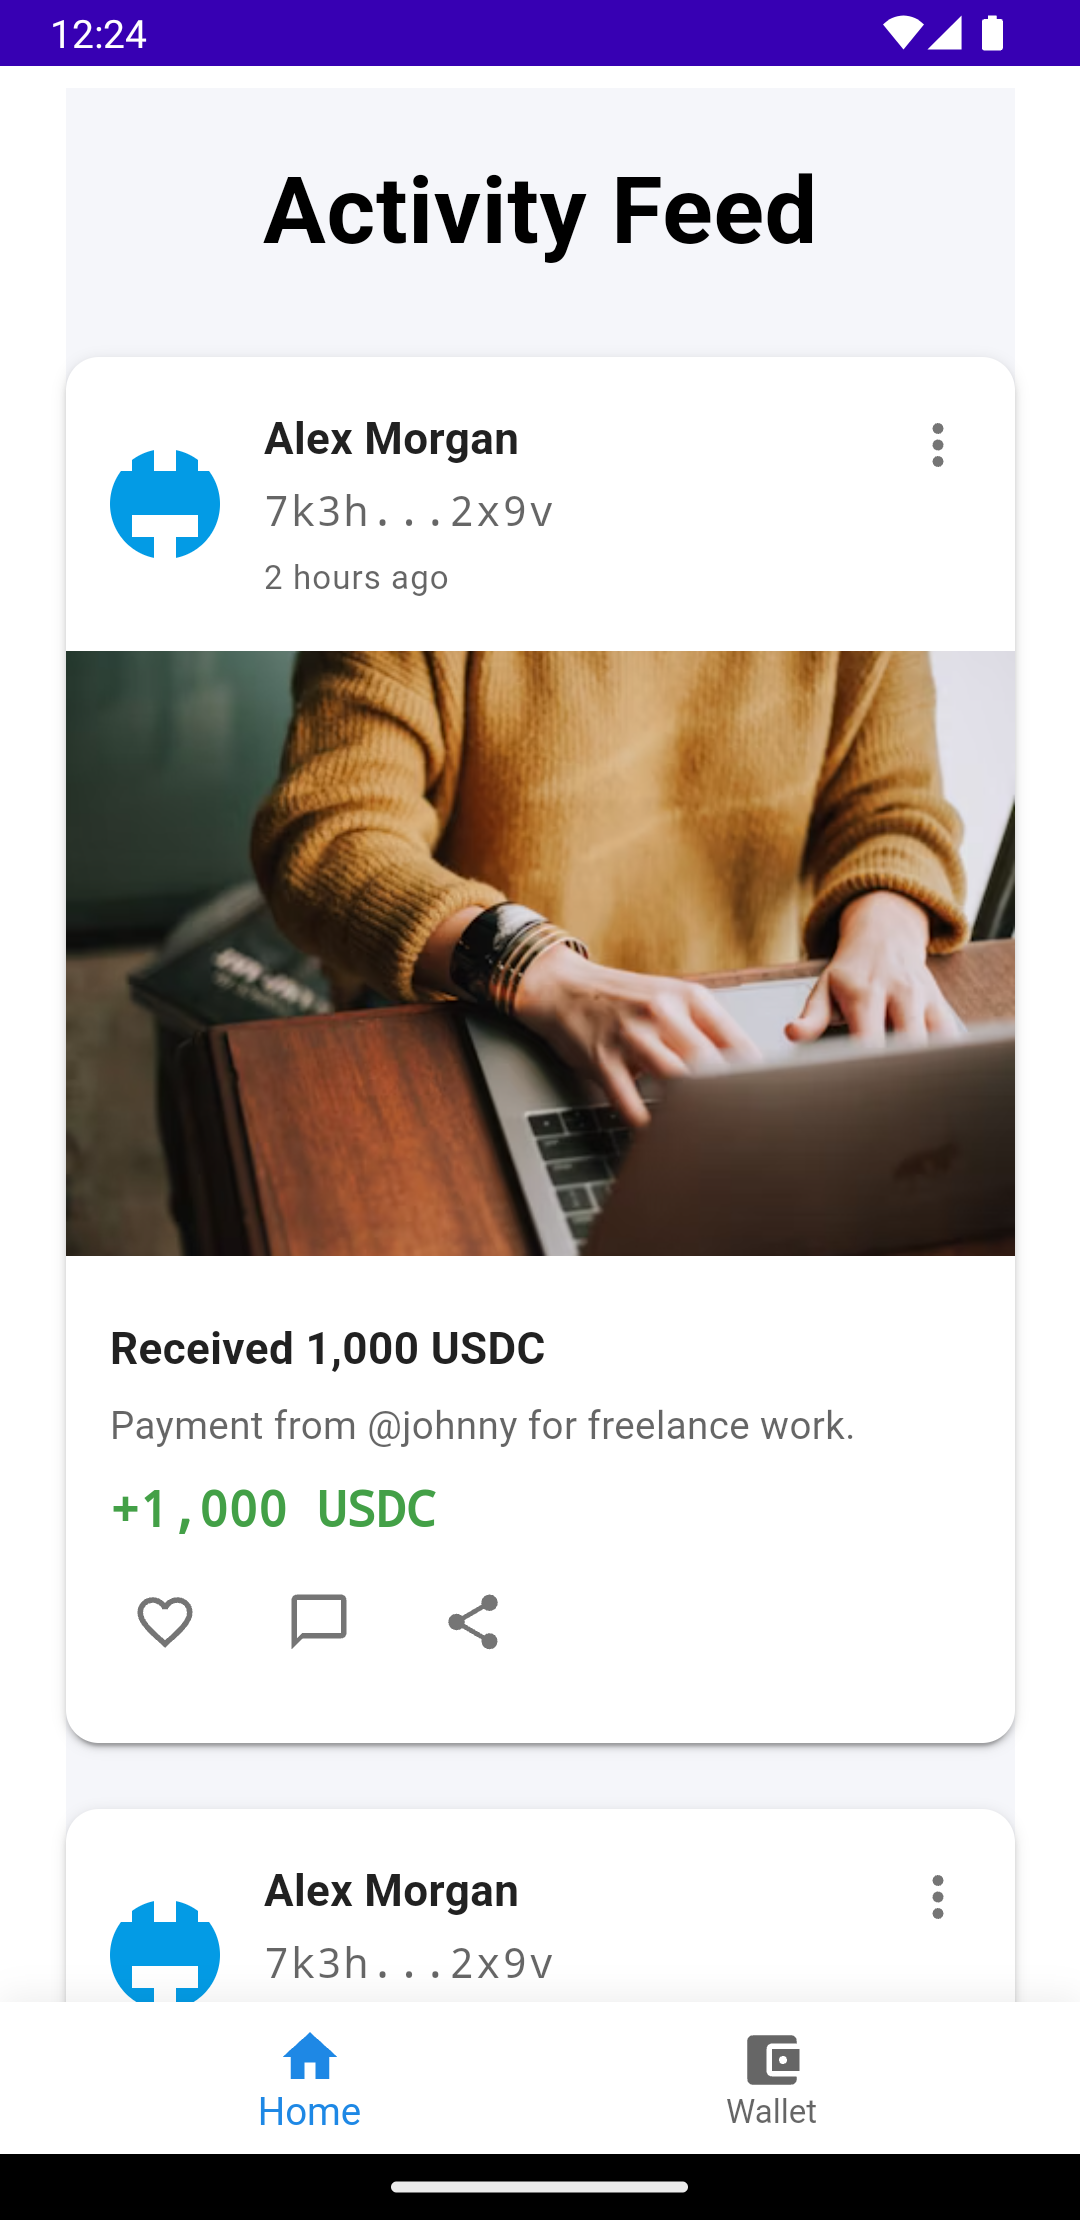 12:24
Activity Feed
Alex Morgan
7k3h...2x9v
2 hours ago
Received 1,000 USDC
Payment from @johnny for freelance work.
+1,000 USDC
Alex Morgan
7k3h...2x9v
Home
Wallet